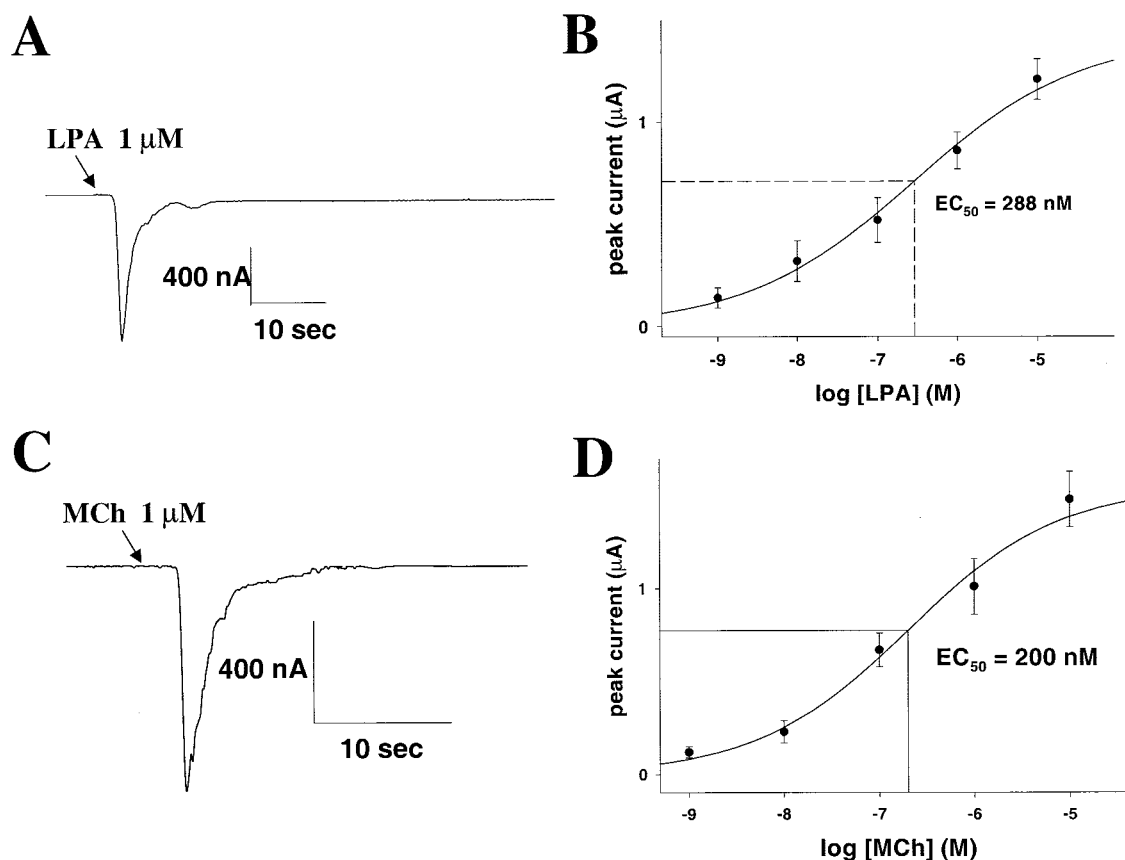 A
LPA 1 μM
400 nA
10 sec
B
peak current (μA)
1
0
EC50 = 288 nM
-9 -8 -7 -6 -5
log [LPA] (M)
C
MCh 1 μM
400 nA
10 sec
D
peak current (μA)
1
0
EC50 = 200 nM
-9 -8 -7 -6 -5
log [MCh] (M)